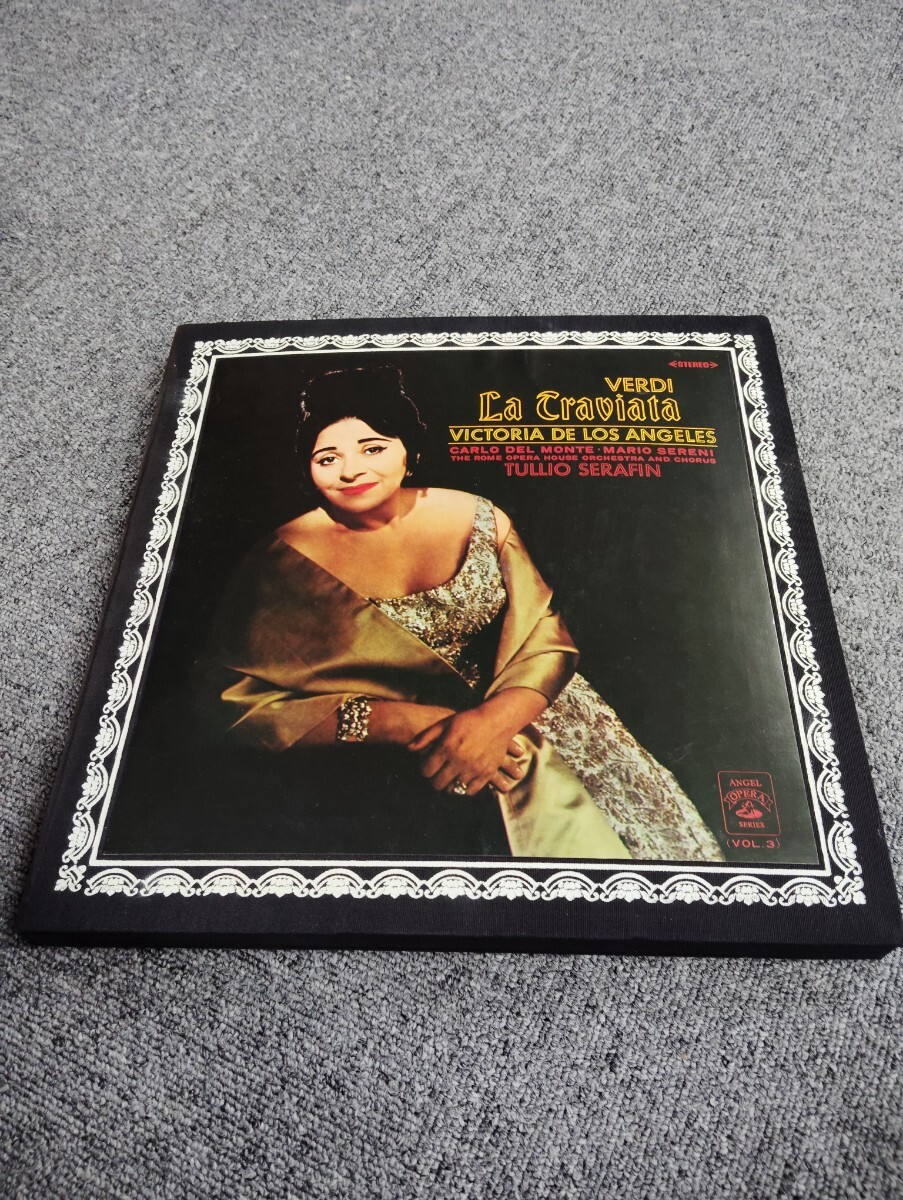 STEREO
VERDI
La Traviata
VICTORIA DE LOS ANGELES
CARLO DEL MONTE · MARIO SERENI
THE ROME OPERA HOUSE ORCHESTRA AND CHORUS
TULLIO SERAFIN
ANGEL
OPERA
SERIES
(VOL. 3)